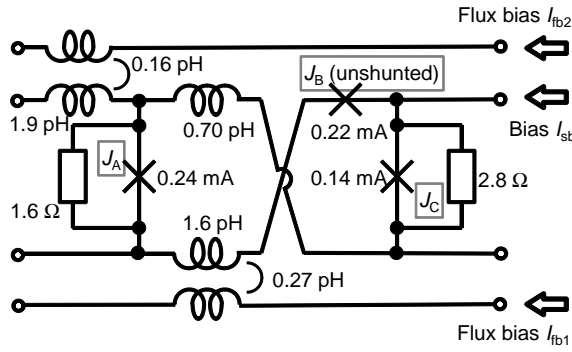 Flux bias I_fb2
0.16 pH
J_B (unshunted)
1.9 pH
0.70 pH
0.22 mA
Bias I_sb
J_A
0.24 mA
0.14 mA
J_C
2.8 Ω
1.6 Ω
1.6 pH
0.27 pH
Flux bias I_fb1